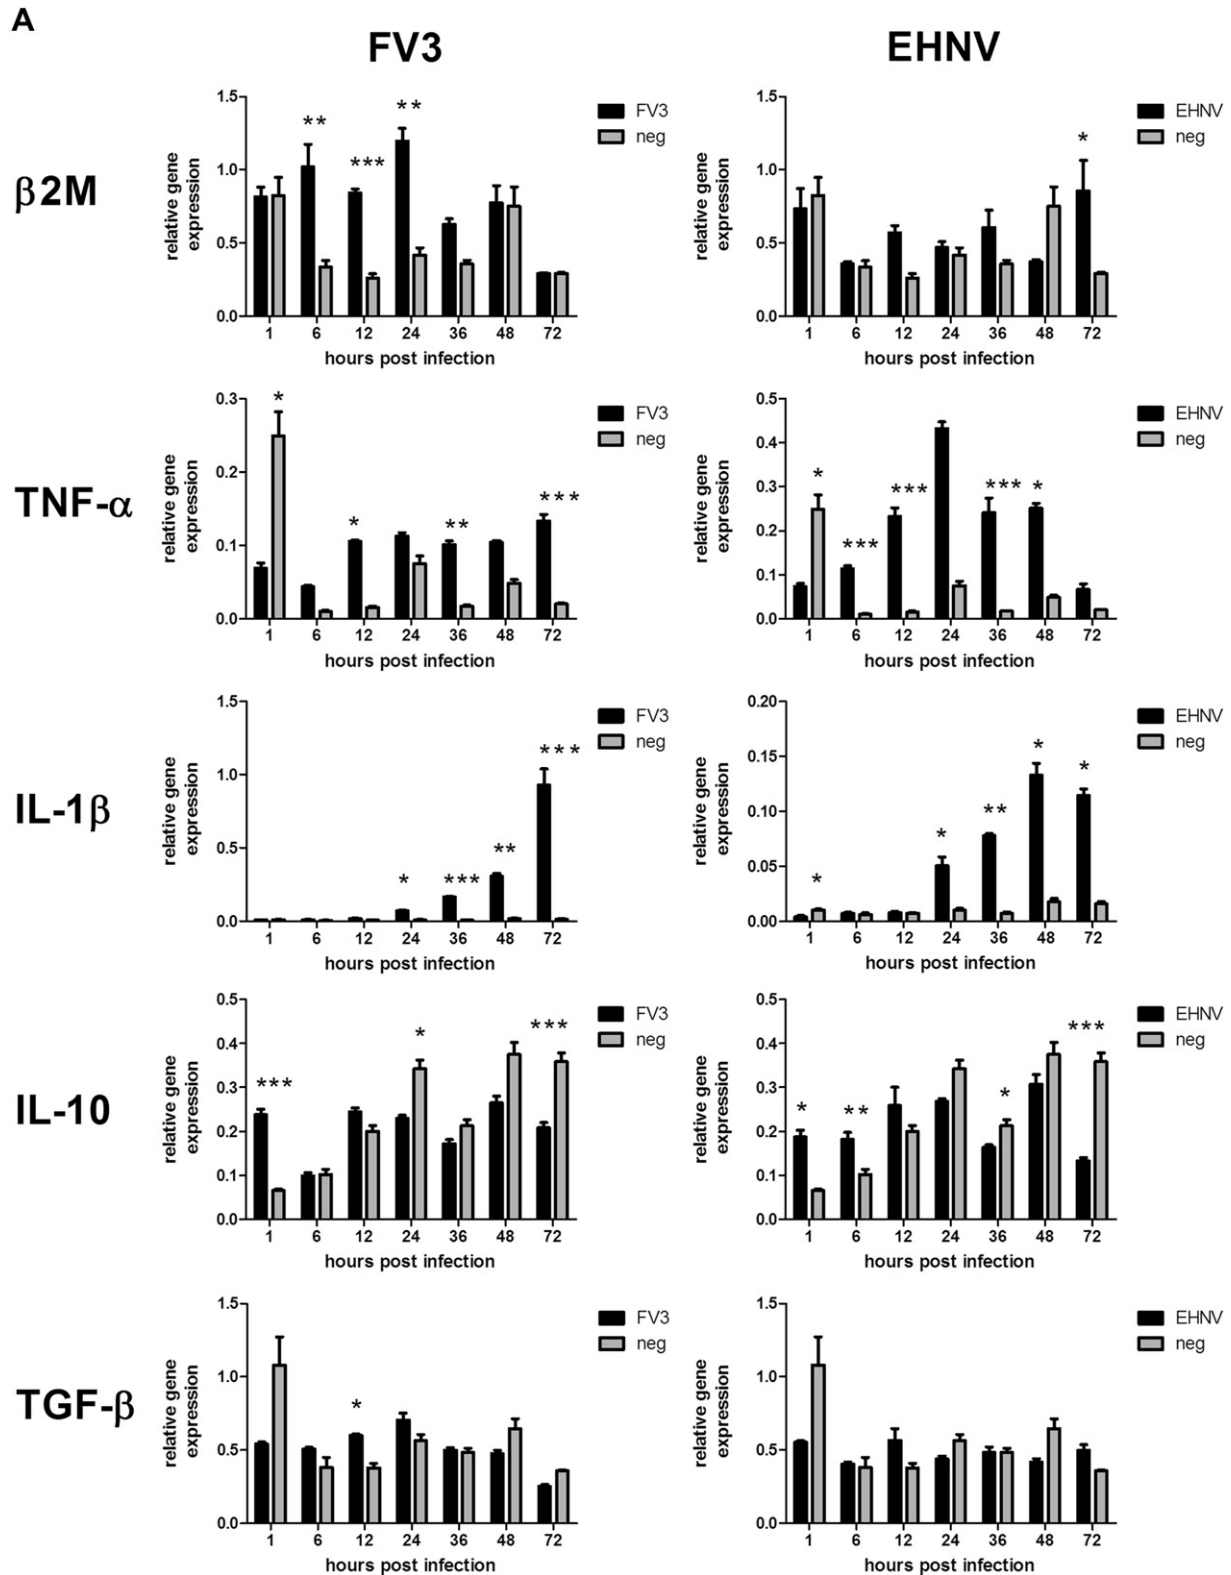 A
FV3
EHNV
β2M
relative gene
expression
1.5
1.0
0.5
0.0
** *** **
1 6 12 24 36 48 72
hours post infection
FV3
neg
relative gene
expression
1.5
1.0
0.5
0.0
*
1 6 12 24 36 48 72
hours post infection
EHNV
neg
TNF-α
relative gene
expression
0.3
0.2
0.1
0.0
* * ** ***
1 6 12 24 36 48 72
hours post infection
FV3
neg
relative gene
expression
0.5
0.4
0.3
0.2
0.1
0.0
* *** *** *** *
1 6 12 24 36 48 72
hours post infection
EHNV
neg
IL-1β
relative gene
expression
1.5
1.0
0.5
0.0
* *** ** ***
1 6 12 24 36 48 72
hours post infection
FV3
neg
relative gene
expression
0.20
0.15
0.10
0.05
0.00
* * ** * *
1 6 12 24 36 48 72
hours post infection
EHNV
neg
IL-10
relative gene
expression
0.5
0.4
0.3
0.2
0.1
0.0
*** * ***
1 6 12 24 36 48 72
hours post infection
FV3
neg
relative gene
expression
0.5
0.4
0.3
0.2
0.1
0.0
* ** * ***
1 6 12 24 36 48 72
hours post infection
EHNV
neg
TGF-β
relative gene
expression
1.5
1.0
0.5
0.0
*
1 6 12 24 36 48 72
hours post infection
FV3
neg
relative gene
expression
1.5
1.0
0.5
0.0
1 6 12 24 36 48 72
hours post infection
EHNV
neg